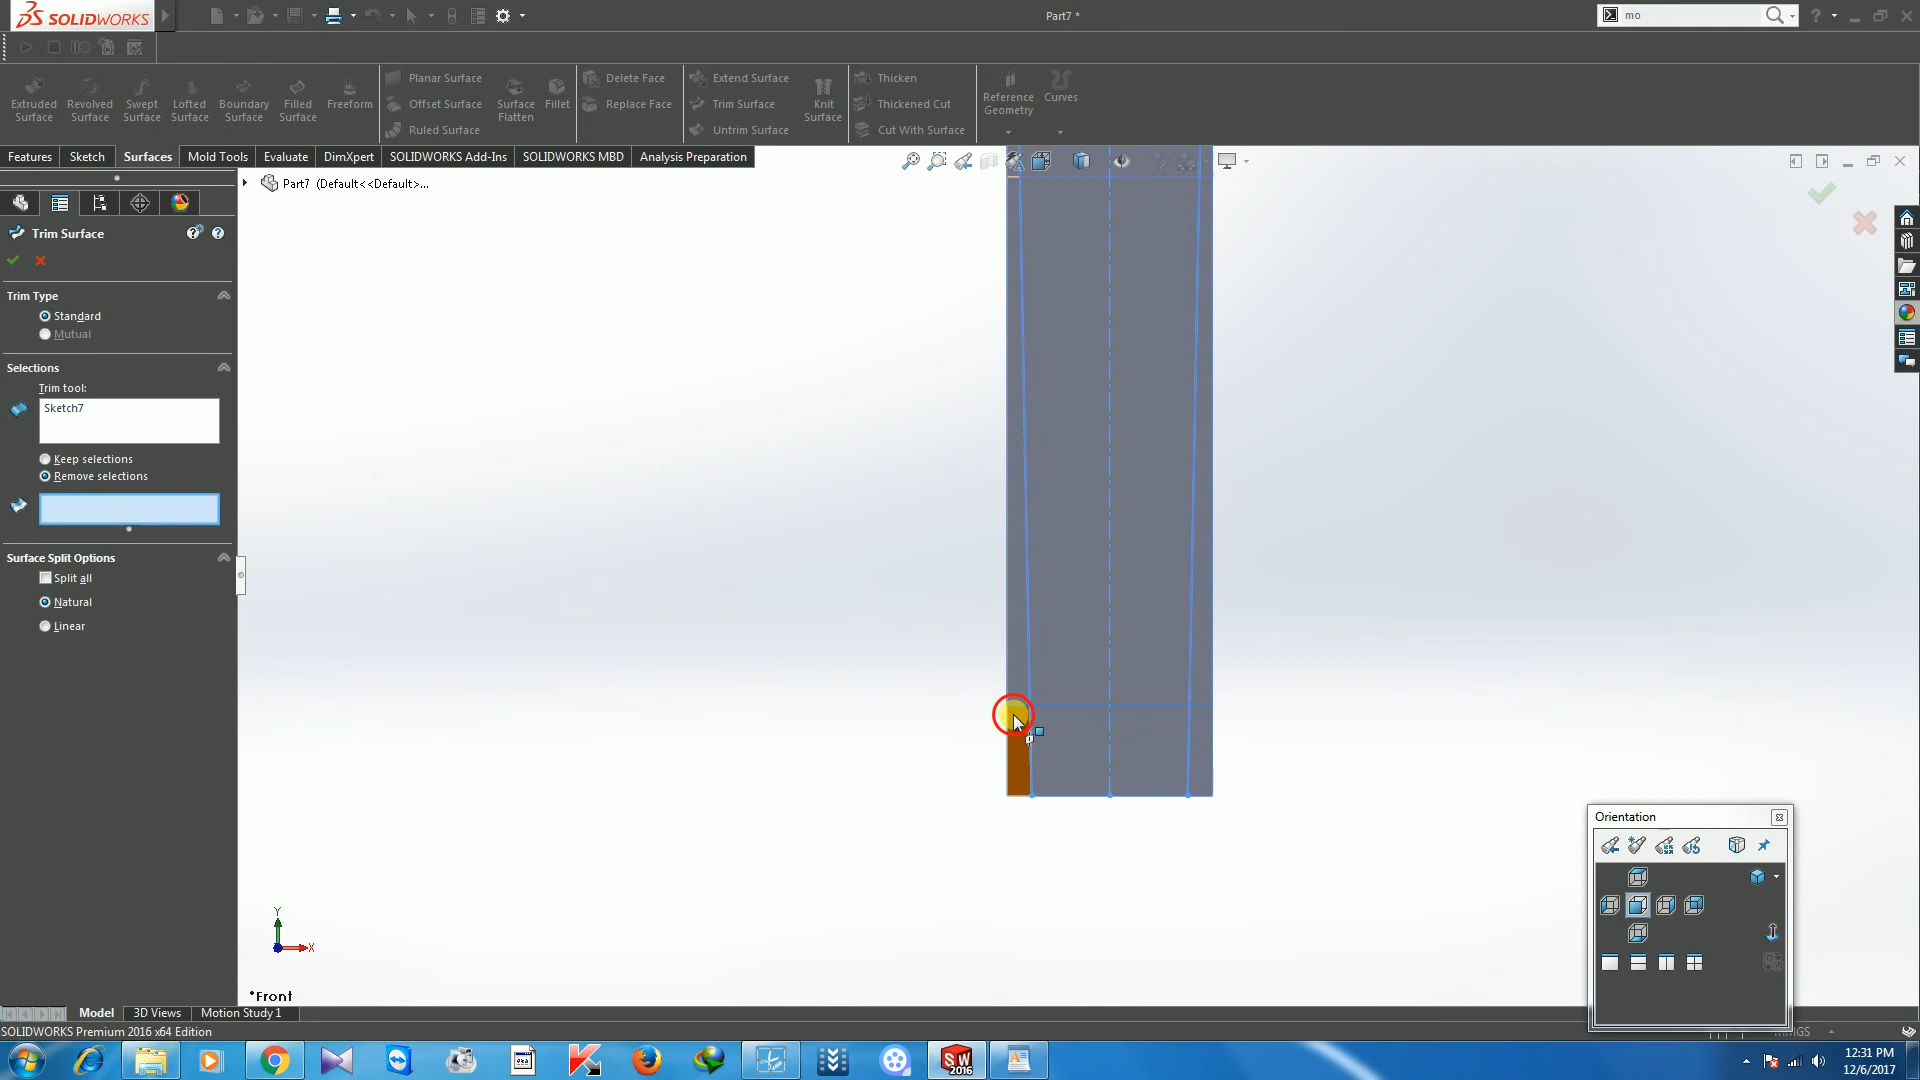 SOLIDWORKS
Part7 *
mo
Extruded Surface
Revolved Surface
Swept Surface
Lofted Surface
Boundary Surface
Filled Surface
Freeform
Planar Surface
Offset Surface
Ruled Surface
Surface Flatten
Fillet
Delete Face
Replace Face
Extend Surface
Trim Surface
Untrim Surface
Knit Surface
Thicken
Thickened Cut
Cut With Surface
Reference Geometry
Curves
Features
Sketch
Surfaces
Mold Tools
Evaluate
DimXpert
SOLIDWORKS Add-Ins
SOLIDWORKS MBD
Analysis Preparation
Part7 (Default<<Default>...
Trim Surface
Trim Type
Standard
Mutual
Selections
Trim tool:
Sketch7
Keep selections
Remove selections
Surface Split Options
Split all
Natural
Linear
Orientation
Y
X
*Front
Model
3D Views
Motion Study 1
SOLIDWORKS Premium 2016 x64 Edition
MMGS
SW
2016
12:31 PM
12/6/2017